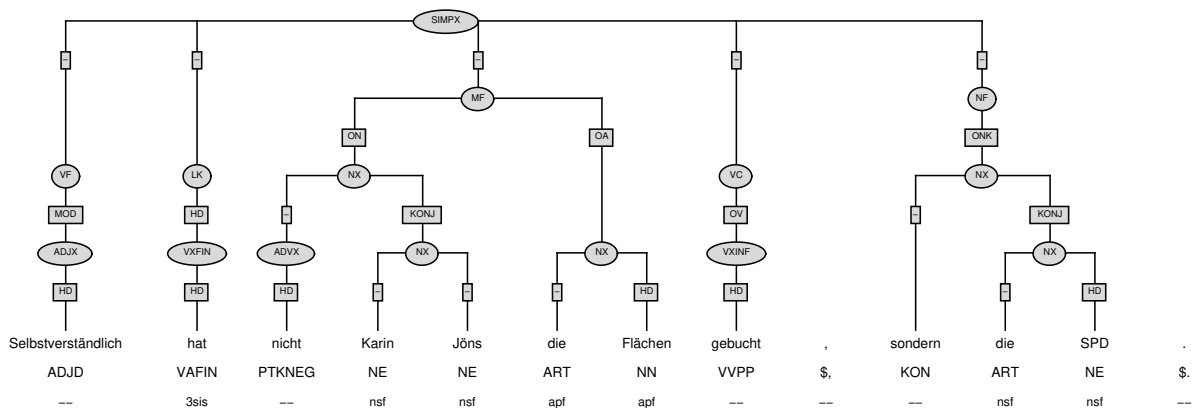 SIMPX
– – – – –
MF NF
ON OA ONK
VF LK NX VC NX
MOD HD – KONJ OV – KONJ
ADJX VXFIN ADVX NX NX VXINF NX
HD HD HD – – – HD HD – HD
Selbstverständlich hat nicht Karin Jöns die Flächen gebucht , sondern die SPD .
ADJD VAFIN PTKNEG NE NE ART NN VVPP $, KON ART NE $.
–– 3sis –– nsf nsf apf apf –– –– –– nsf nsf ––